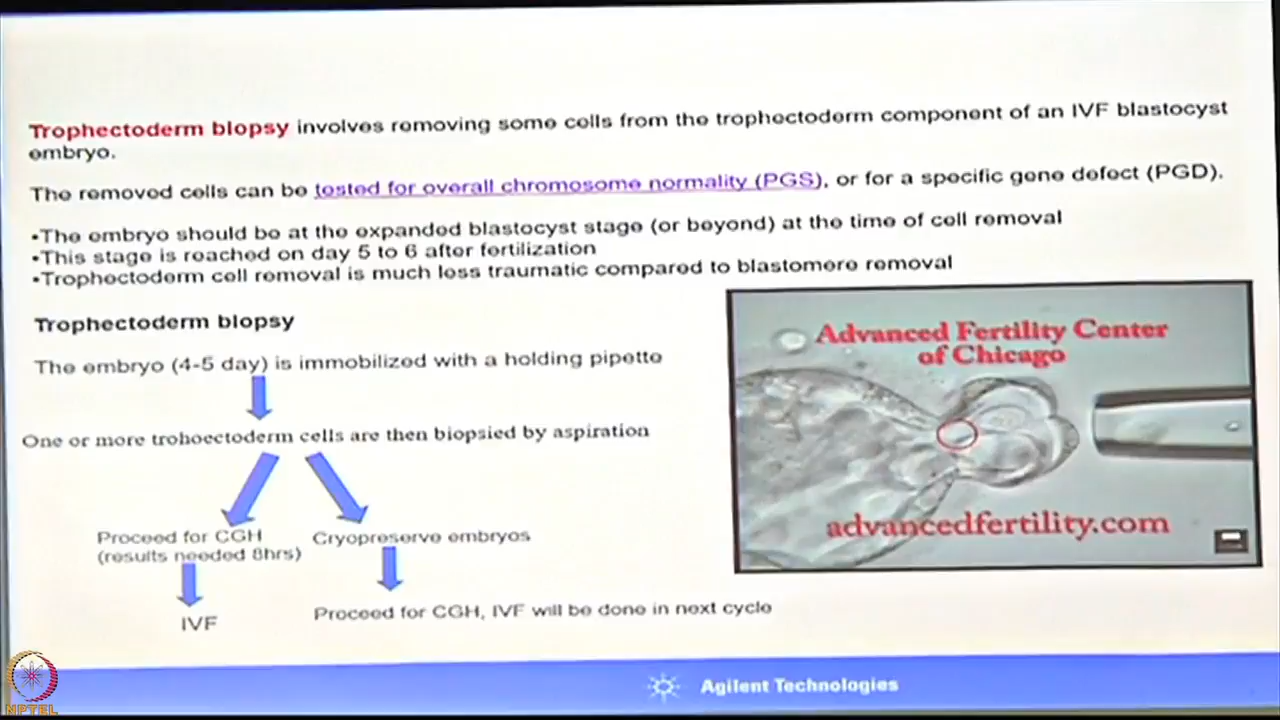 Trophectoderm biopsy involves removing some cells from the trophectoderm component of an IVF blastocyst
embryo.
The removed cells can be tested for overall chromosome normality (PGS), or for a specific gene defect (PGD).
•The embryo should be at the expanded blastocyst stage (or beyond) at the time of cell removal
•This stage is reached on day 5 to 6 after fertilization
•Trophectoderm cell removal is much less traumatic compared to blastomere removal
Trophectoderm biopsy
The embryo (4-5 day) is immobilized with a holding pipette
One or more trohoectoderm cells are then biopsied by aspiration
Proceed for CGH
(results needed 8hrs)
IVF
Cryopreserve embryos
Proceed for CGH, IVF will be done in next cycle
Advanced Fertility Center
of Chicago
advancedfertility.com
Agilent Technologies
NPTEL